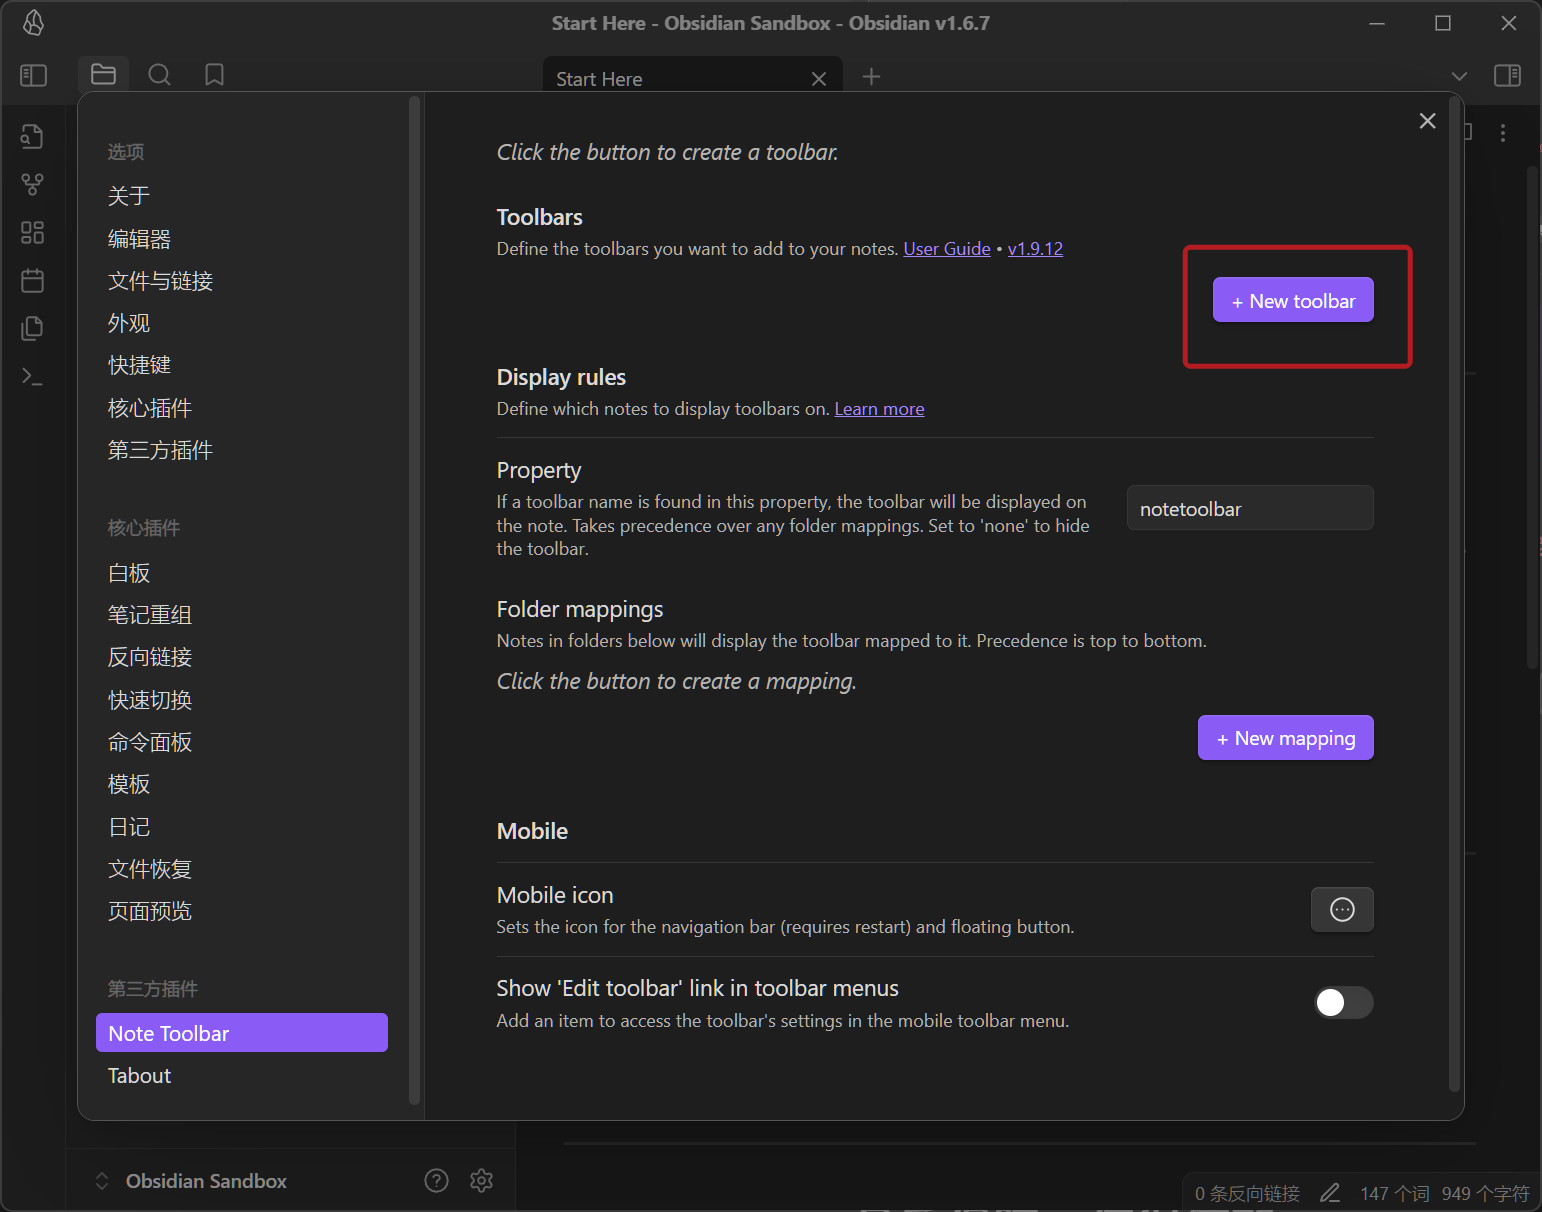 Start Here - Obsidian Sandbox - Obsidian v1.6.7
Start Here
选项
关于
编辑器
文件与链接
外观
快捷键
核心插件
第三方插件
核心插件
白板
笔记重组
反向链接
快速切换
命令面板
模板
日记
文件恢复
页面预览
第三方插件
Note Toolbar
Tabout
Click the button to create a toolbar.
Toolbars
Define the toolbars you want to add to your notes. User Guide • v1.9.12
+ New toolbar
Display rules
Define which notes to display toolbars on. Learn more
Property
If a toolbar name is found in this property, the toolbar will be displayed on
the note. Takes precedence over any folder mappings. Set to 'none' to hide
the toolbar.
notetoolbar
Folder mappings
Notes in folders below will display the toolbar mapped to it. Precedence is top to bottom.
Click the button to create a mapping.
+ New mapping
Mobile
Mobile icon
Sets the icon for the navigation bar (requires restart) and floating button.
Show 'Edit toolbar' link in toolbar menus
Add an item to access the toolbar's settings in the mobile toolbar menu.
Obsidian Sandbox
0 条反向链接 147 个词 949 个字符